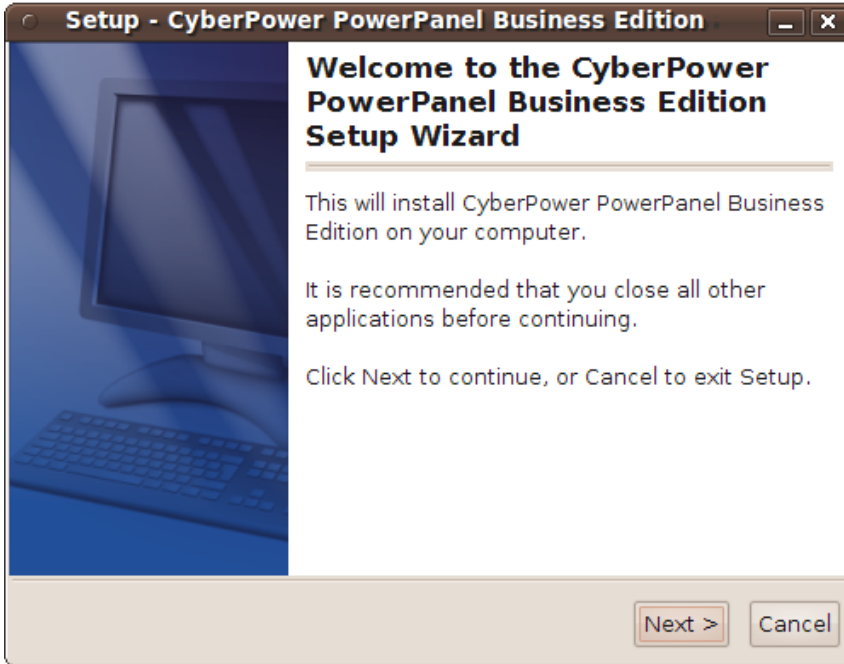 Setup - CyberPower PowerPanel Business Edition
Welcome to the CyberPower
PowerPanel Business Edition
Setup Wizard
This will install CyberPower PowerPanel Business
Edition on your computer.
It is recommended that you close all other
applications before continuing.
Click Next to continue, or Cancel to exit Setup.
Next >
Cancel